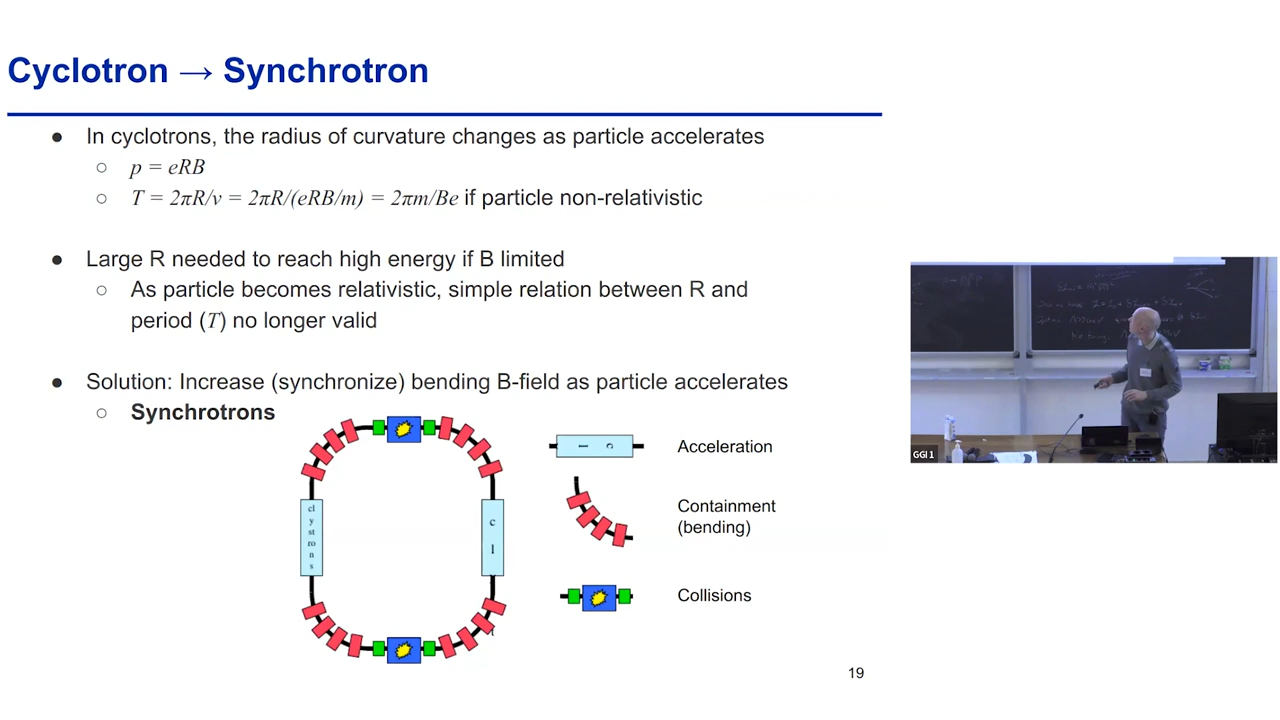 Cyclotron → Synchrotron
● In cyclotrons, the radius of curvature changes as particle accelerates
○ p = eRB
○ T = 2πR/v = 2πR/(eRB/m) = 2πm/Be if particle non-relativistic
● Large R needed to reach high energy if B limited
○ As particle becomes relativistic, simple relation between R and
period (T) no longer valid
● Solution: Increase (synchronize) bending B-field as particle accelerates
○ Synchrotrons
cl
y
st
ro
n
s
c
l
l c
Acceleration
Containment
(bending)
Collisions
19
GGI 1